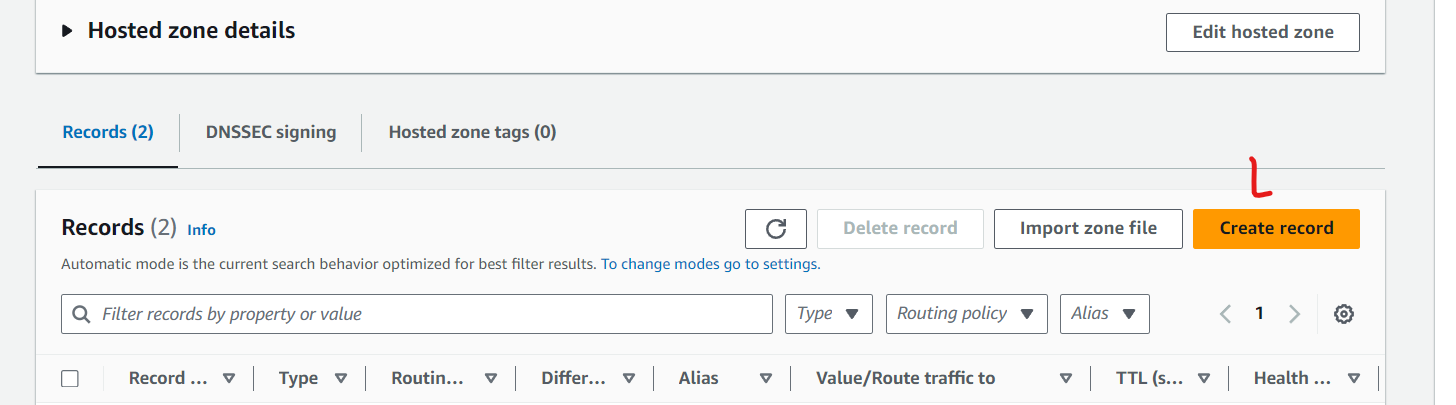 Hosted zone details
Edit hosted zone
Records (2)
DNSSEC signing
Hosted zone tags (0)
Records (2) Info
Delete record
Import zone file
Create record
Automatic mode is the current search behavior optimized for best filter results. To change modes go to settings.
Filter records by property or value
Type
Routing policy
Alias
1
Record ...
Type
Routin...
Differ...
Alias
Value/Route traffic to
TTL (s...
Health ...